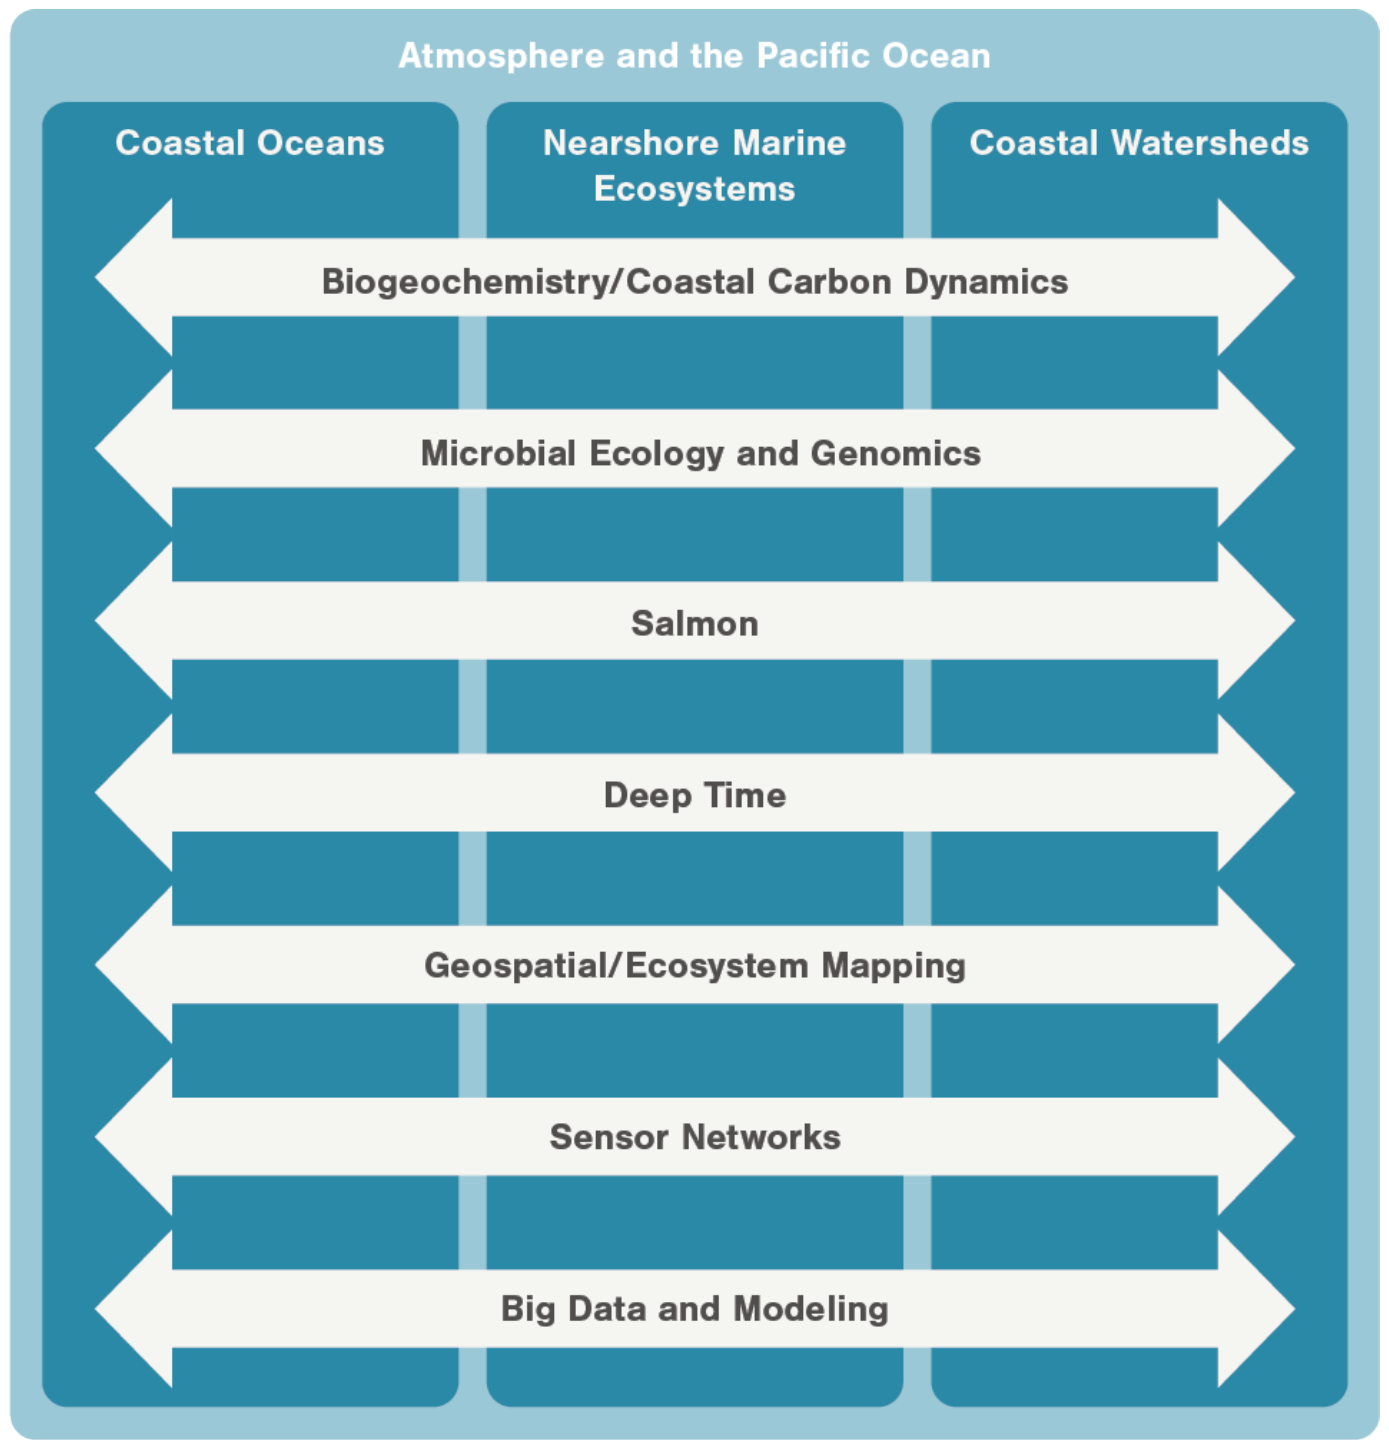 Atmosphere and the Pacific Ocean
Coastal Oceans
Nearshore Marine
Ecosystems
Coastal Watersheds
Biogeochemistry/Coastal Carbon Dynamics
Microbial Ecology and Genomics
Salmon
Deep Time
Geospatial/Ecosystem Mapping
Sensor Networks
Big Data and Modeling